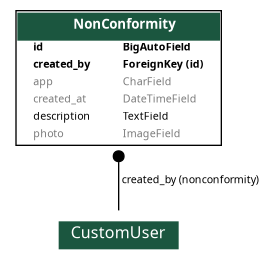 NonConformity
id BigAutoField
created_by ForeignKey (id)
app CharField
created_at DateTimeField
description TextField
photo ImageField
created_by (nonconformity)
CustomUser